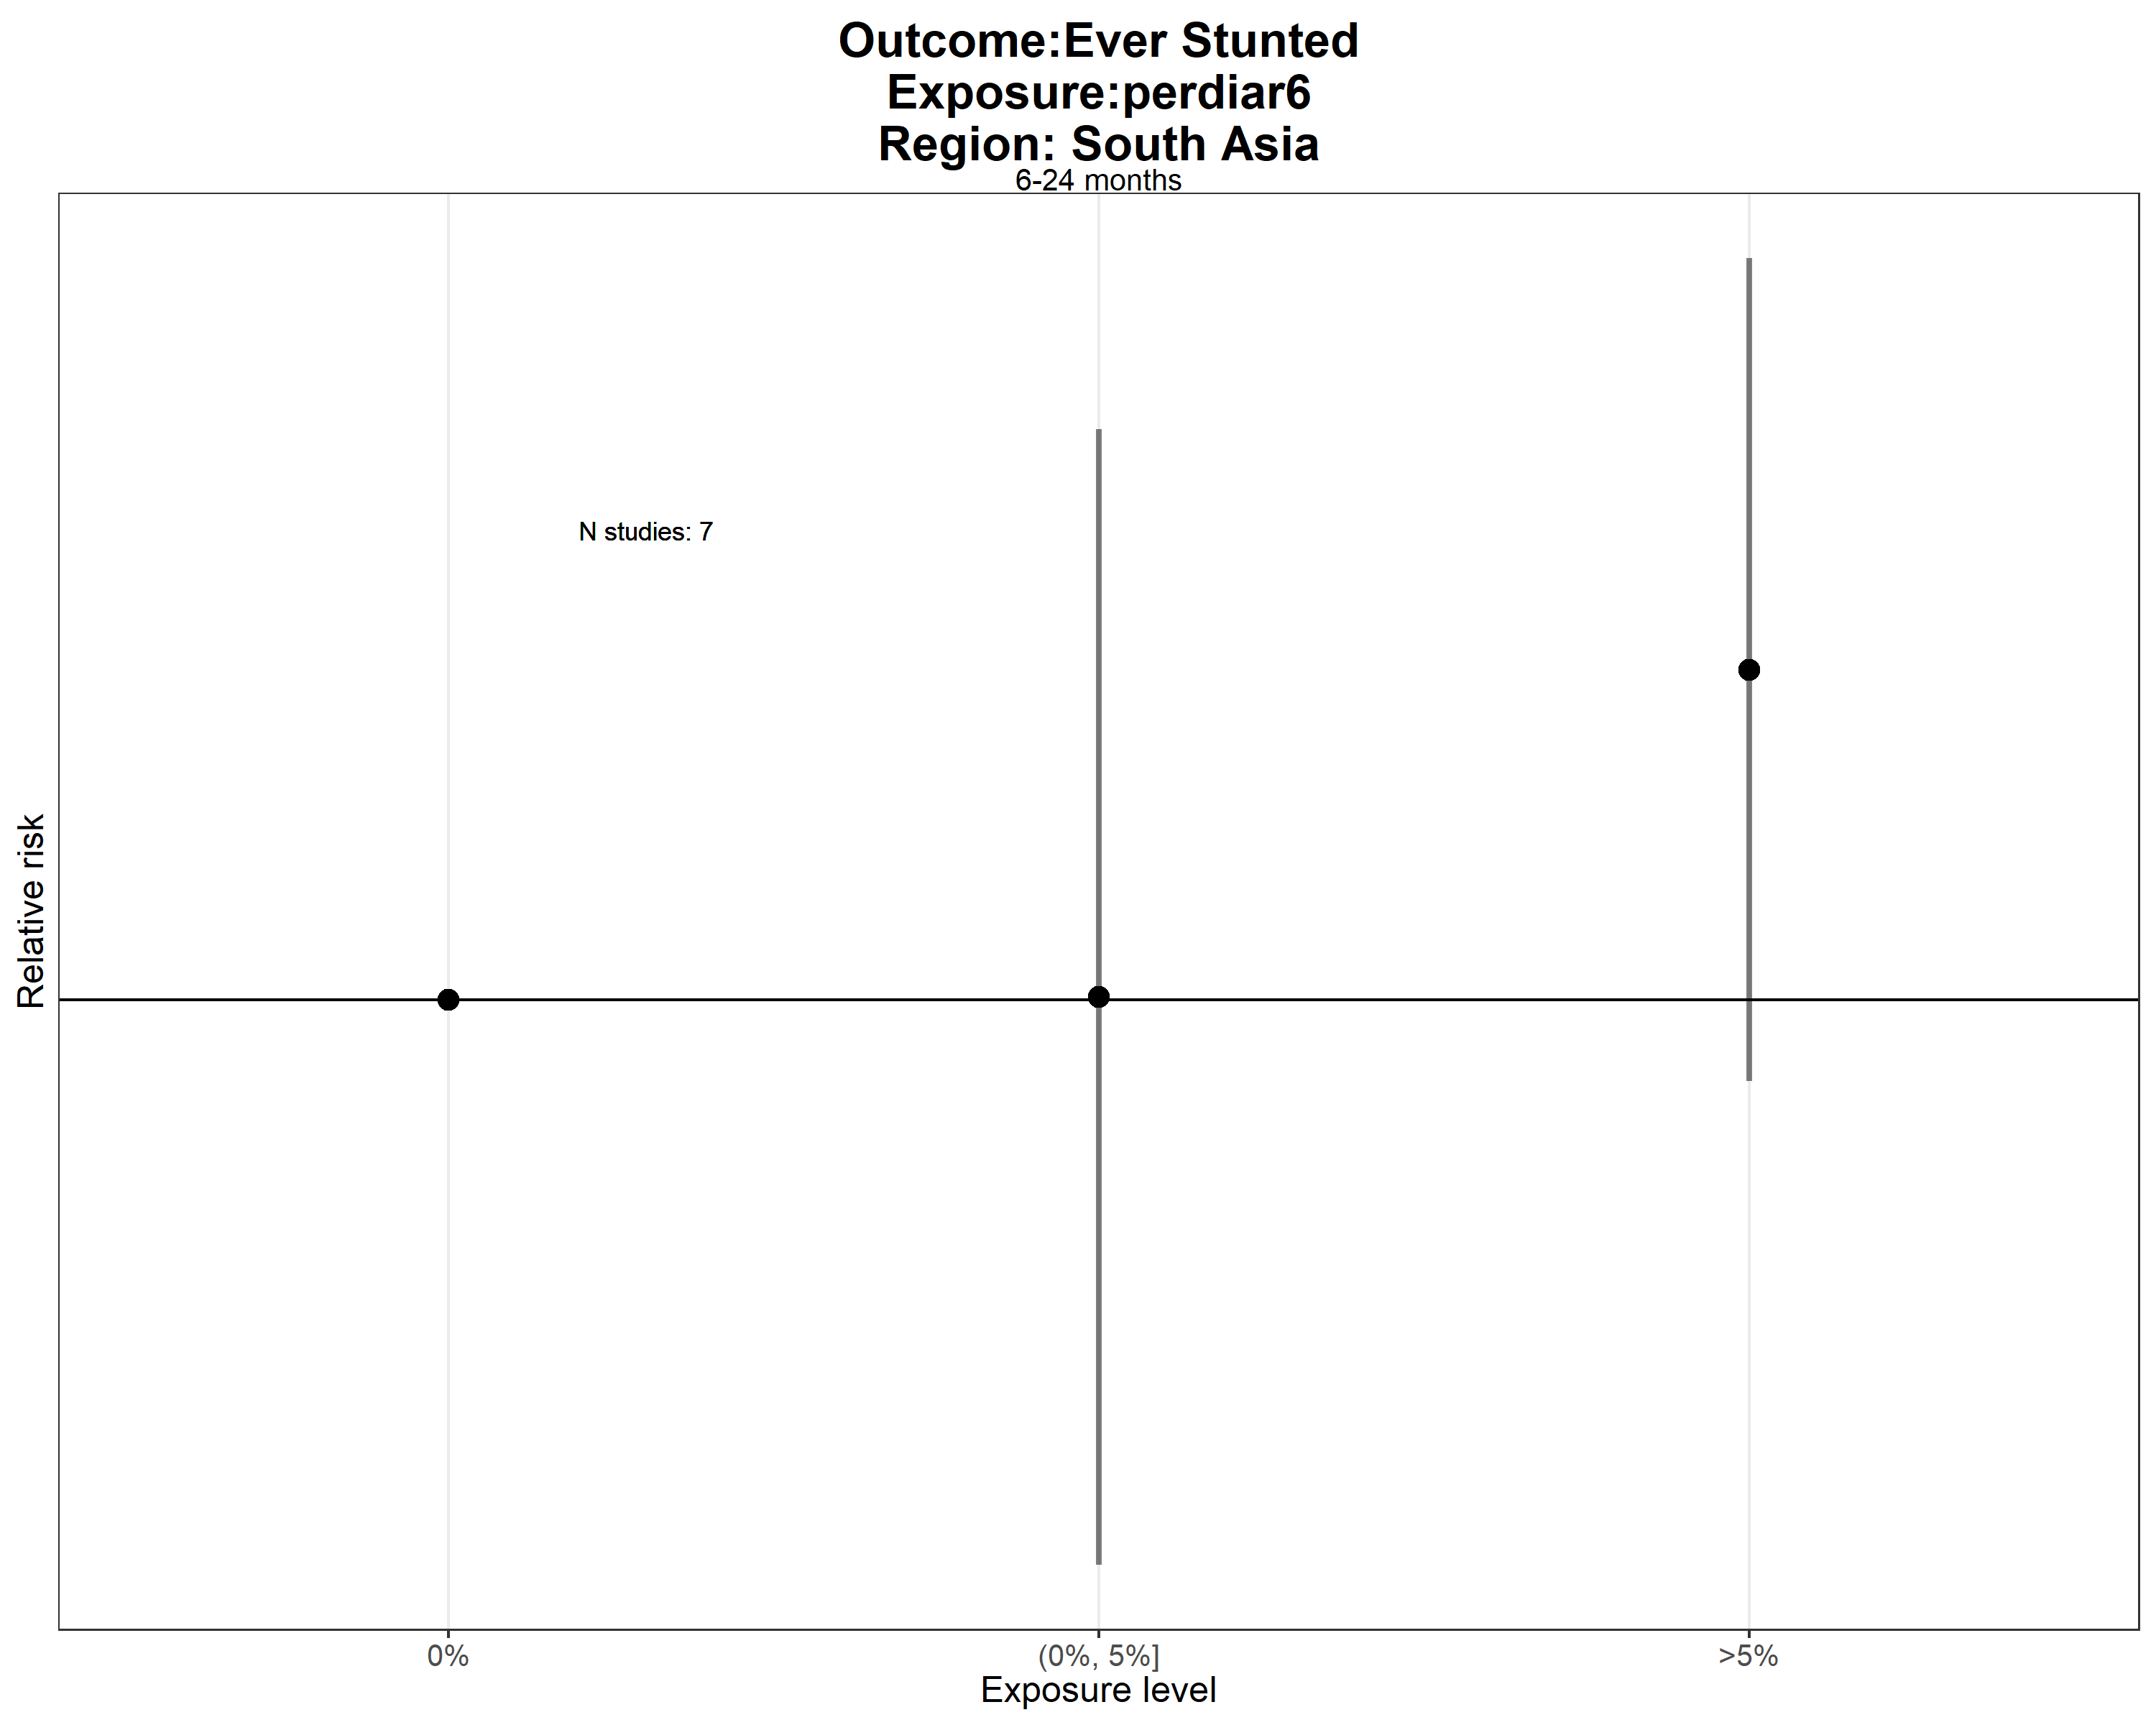 Outcome:Ever Stunted
Exposure:perdiar6
Region: South Asia
6-24 months
N studies: 7
Relative risk
0%
(0%, 5%]
>5%
Exposure level